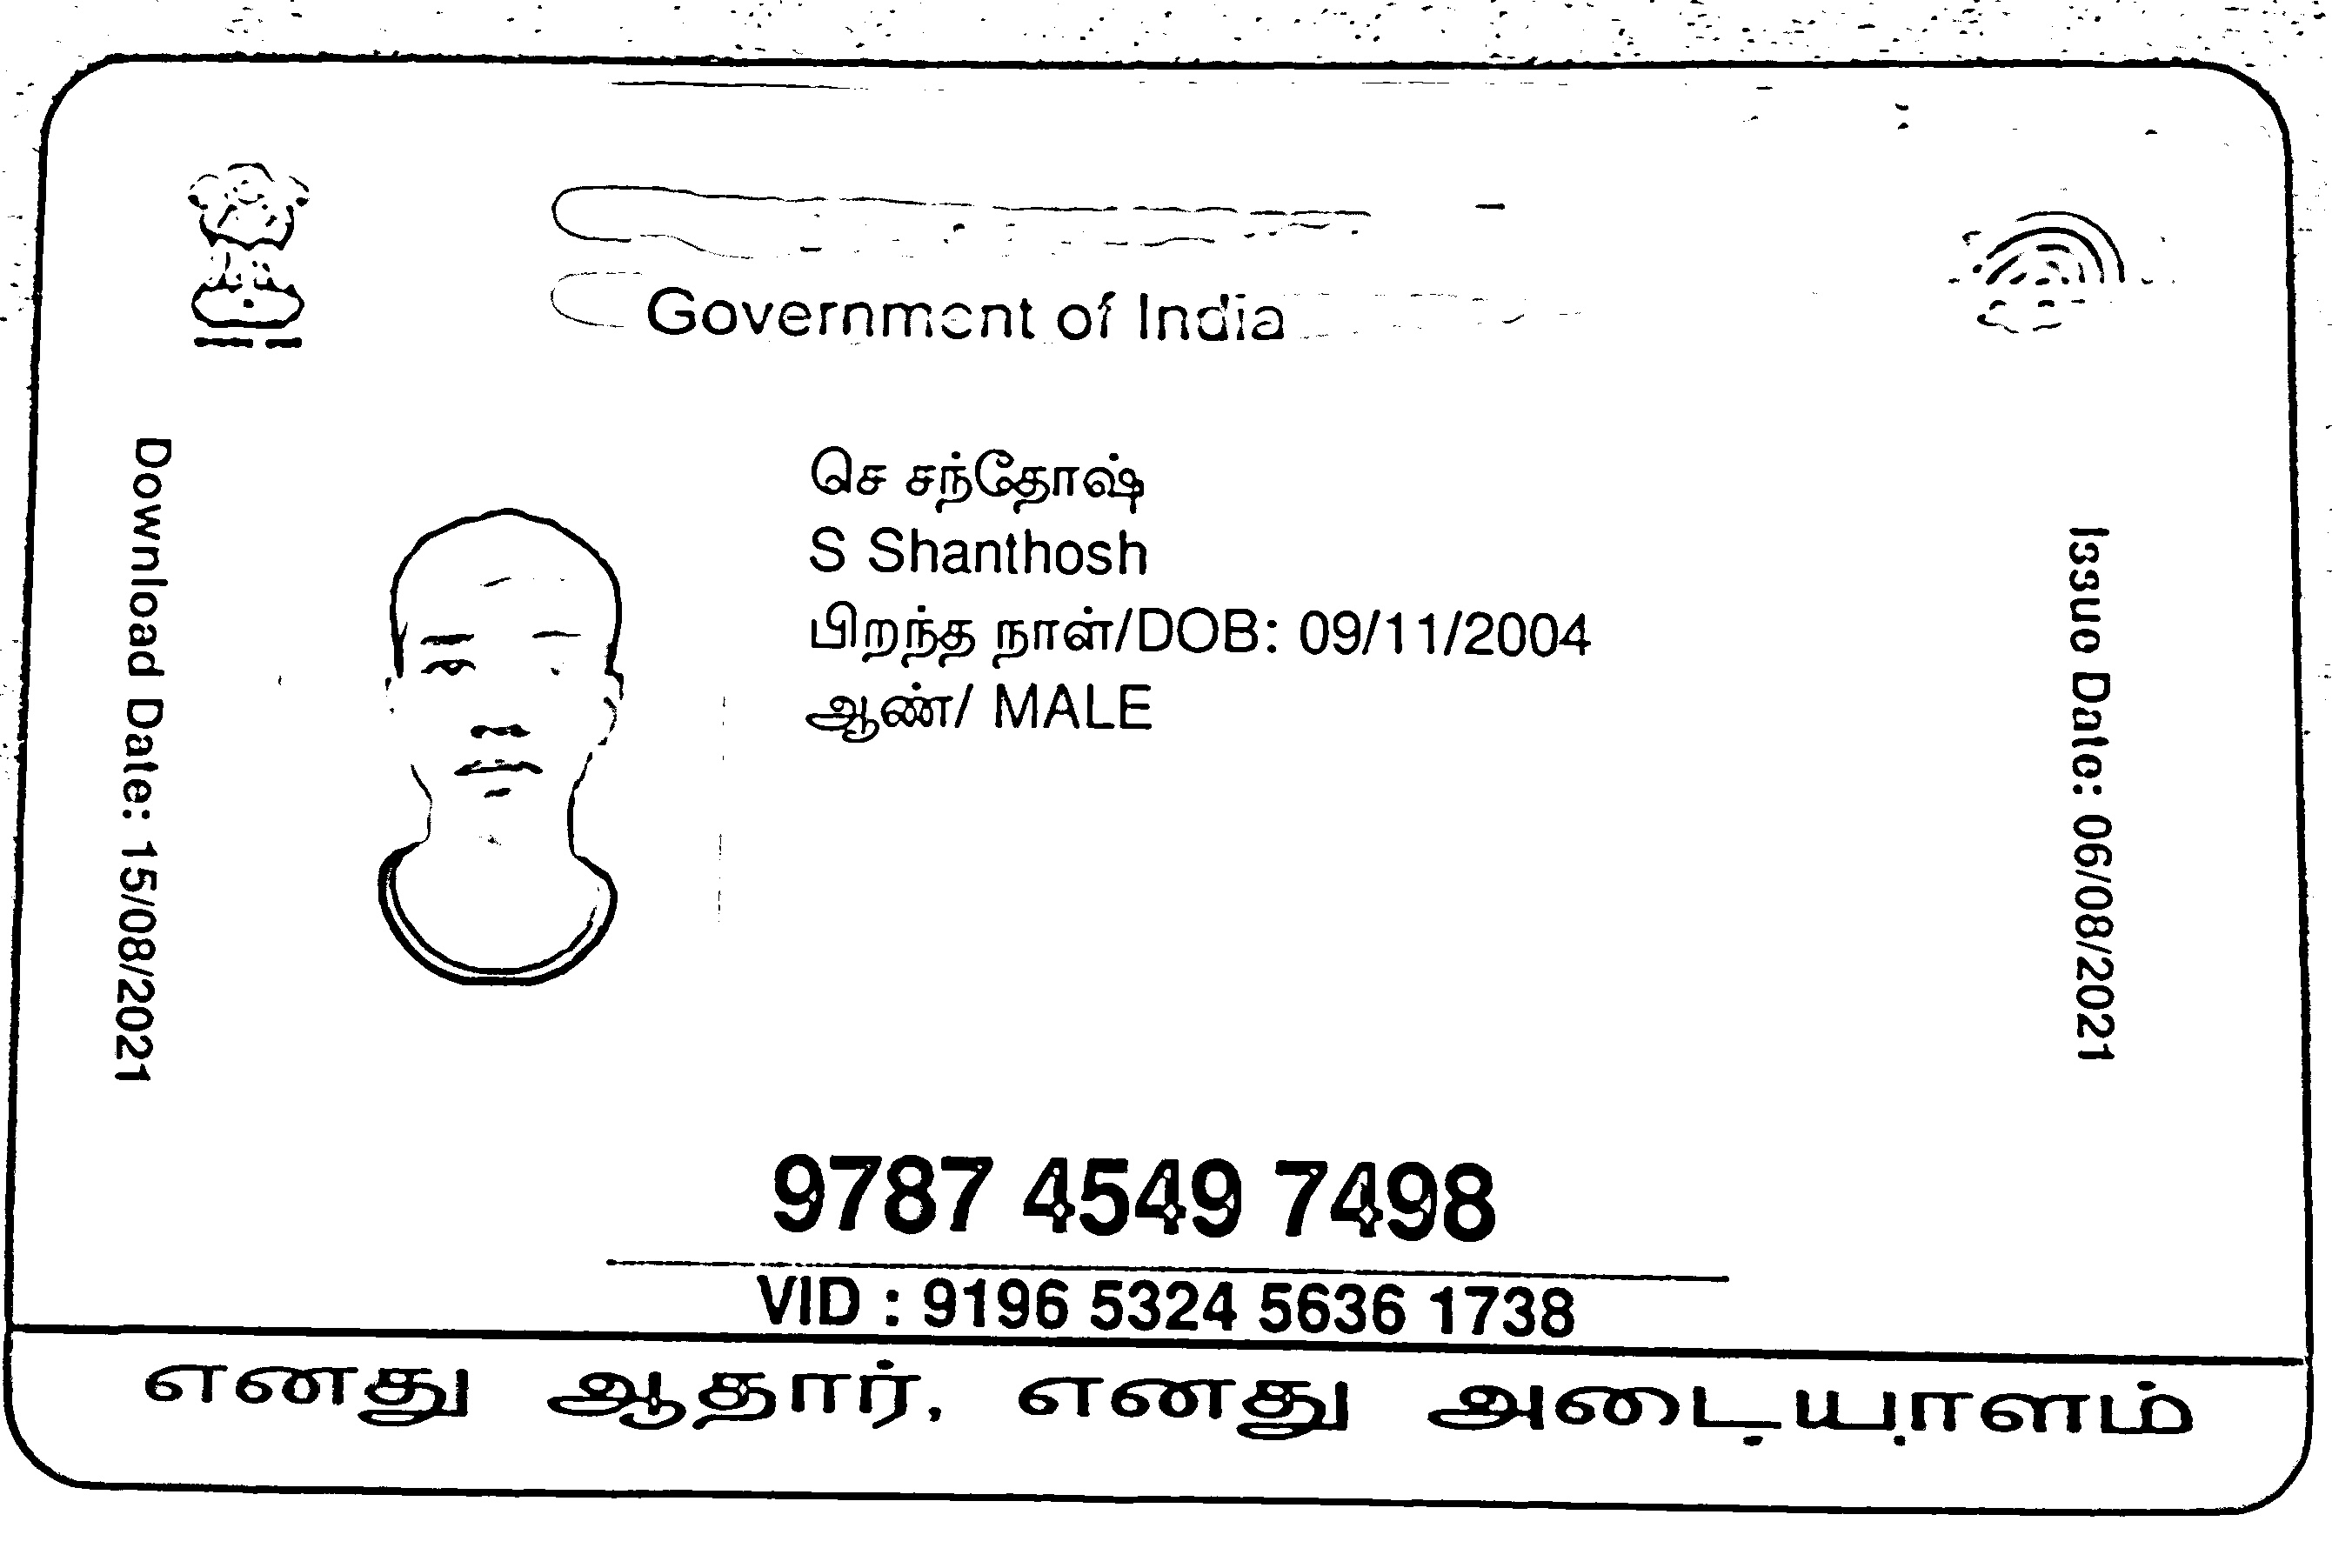 Government of India
செ சந்தோஷ்
S Shanthosh
பிறந்த நாள்/DOB: 09/11/2004
ஆண்/ MALE
Download Date: 15/08/2021
Issue Date: 06/08/2021
9787 4549 7498
VID : 9196 5324 5636 1738
எனது ஆதார், எனது அடையாளம்